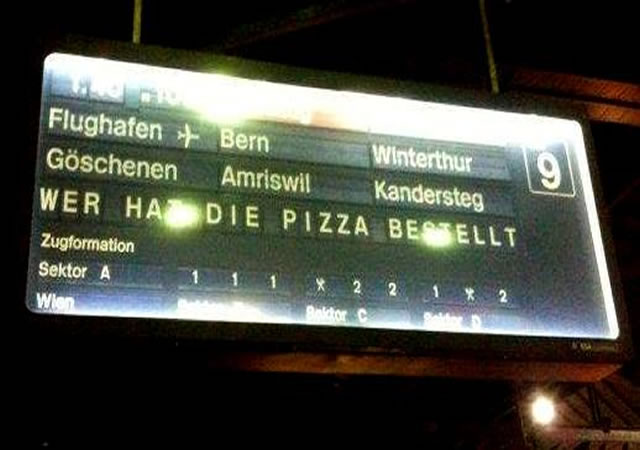 Flughafen ✈ Bern Winterthur
9
Göschenen Amriswil Kandersteg
WER HAT DIE PIZZA BESTELLT
Zugformation
Sektor A 1 1 1 2 2 1 2
Wien Sektor C Sektor D